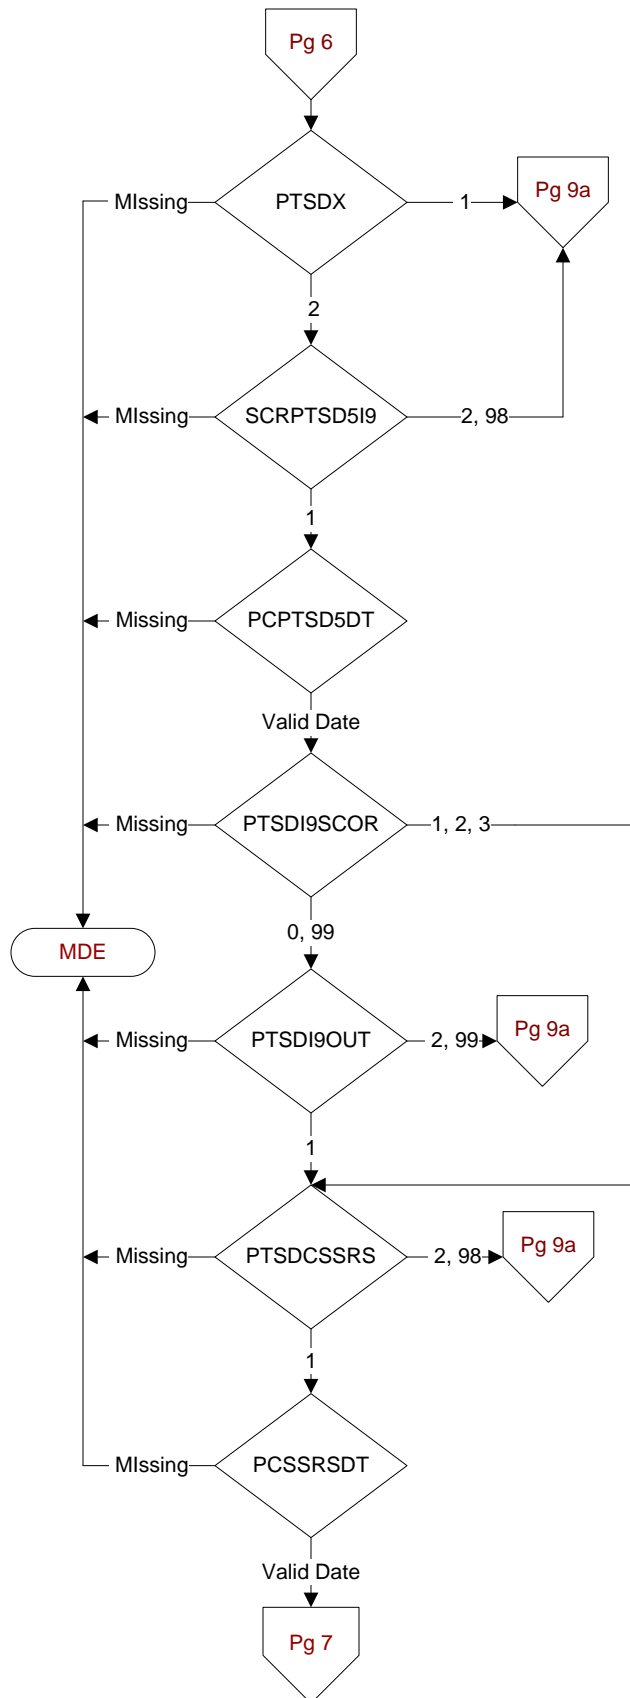 Pg 6
MIssing
PTSDX
1
Pg 9a
2
MIssing
SCRPTSD5I9
2, 98
1
Missing
PCPTSD5DT
Valid Date
Missing
PTSDI9SCOR
1, 2, 3
0, 99
MDE
Missing
PTSDI9OUT
2, 99
Pg 9a
1
Missing
PTSDCSSRS
2, 98
Pg 9a
1
MIssing
PCSSRSDT
Valid Date
Pg 7